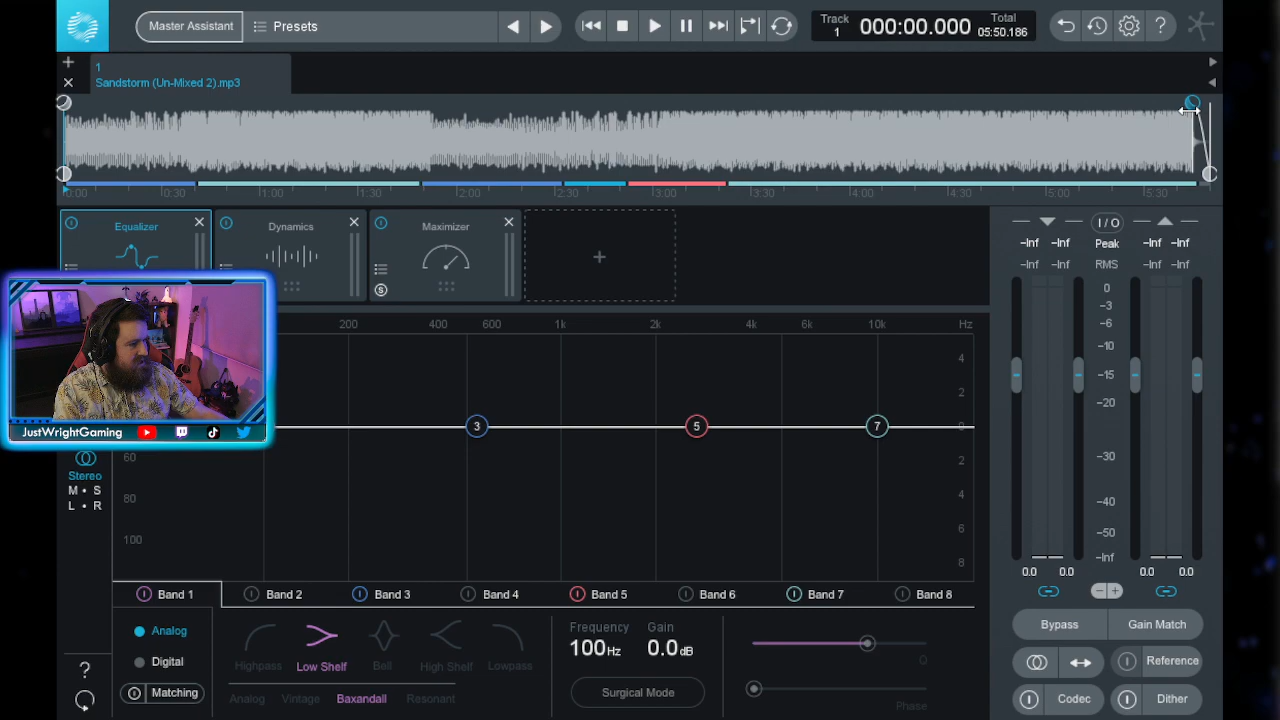 Master Assistant
Presets
Track
1
000:00.000
Total
05:50.186
1
Sandstorm (Un-Mixed 2).mp3
0:00 0:30 1:00 1:30 2:00 2:30 3:00 3:30 4:00 4:30 5:00 5:30
Equalizer
Dynamics
Maximizer
S
+
I / O
-Inf -Inf Peak -Inf -Inf
-Inf -Inf RMS -Inf -Inf
0
-3
-6
-10
-15
-20
-30
-40
-50
-Inf
0.0 0.0 0.0 0.0
200 400 600 1k 2k 4k 6k 10k Hz
4
2
0
2
4
6
8
3
5
7
JustWrightGaming
Stereo
M • S
L • R
60
80
100
Band 1 Band 2 Band 3 Band 4 Band 5 Band 6 Band 7 Band 8
Analog
Digital
Matching
Highpass Low Shelf Bell High Shelf Lowpass
Analog Vintage Baxandall Resonant
Frequency
100Hz
Gain
0.0dB
Surgical Mode
0
Phase
Bypass
Gain Match
Reference
Codec
Dither